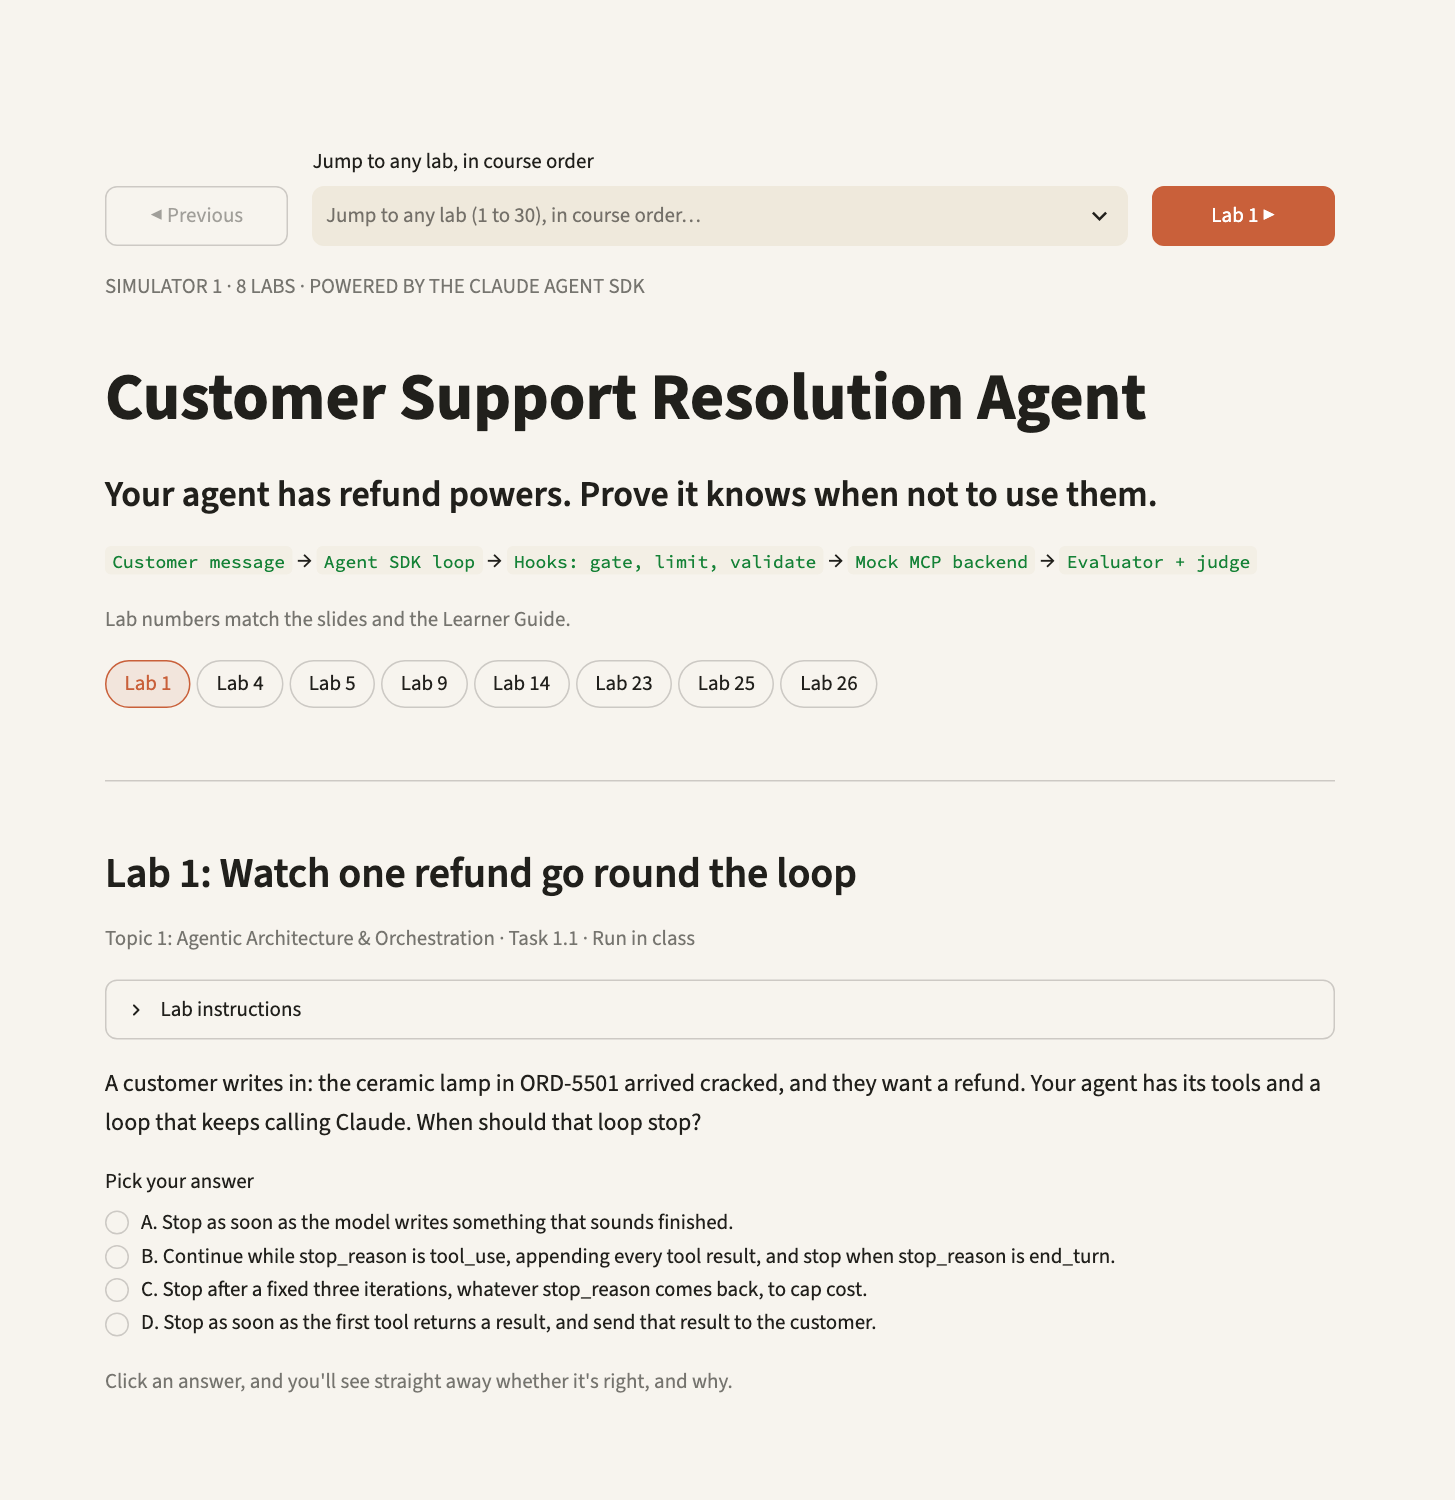 Jump to any lab, in course order
◀ Previous
Jump to any lab (1 to 30), in course order...
Lab 1 ▶
SIMULATOR 1 · 8 LABS · POWERED BY THE CLAUDE AGENT SDK
Customer Support Resolution Agent
Your agent has refund powers. Prove it knows when not to use them.
Customer message → Agent SDK loop → Hooks: gate, limit, validate → Mock MCP backend → Evaluator + judge
Lab numbers match the slides and the Learner Guide.
Lab 1 Lab 4 Lab 5 Lab 9 Lab 14 Lab 23 Lab 25 Lab 26
Lab 1: Watch one refund go round the loop
Topic 1: Agentic Architecture & Orchestration · Task 1.1 · Run in class
Lab instructions
A customer writes in: the ceramic lamp in ORD-5501 arrived cracked, and they want a refund. Your agent has its tools and a
loop that keeps calling Claude. When should that loop stop?
Pick your answer
A. Stop as soon as the model writes something that sounds finished.
B. Continue while stop_reason is tool_use, appending every tool result, and stop when stop_reason is end_turn.
C. Stop after a fixed three iterations, whatever stop_reason comes back, to cap cost.
D. Stop as soon as the first tool returns a result, and send that result to the customer.
Click an answer, and you'll see straight away whether it's right, and why.